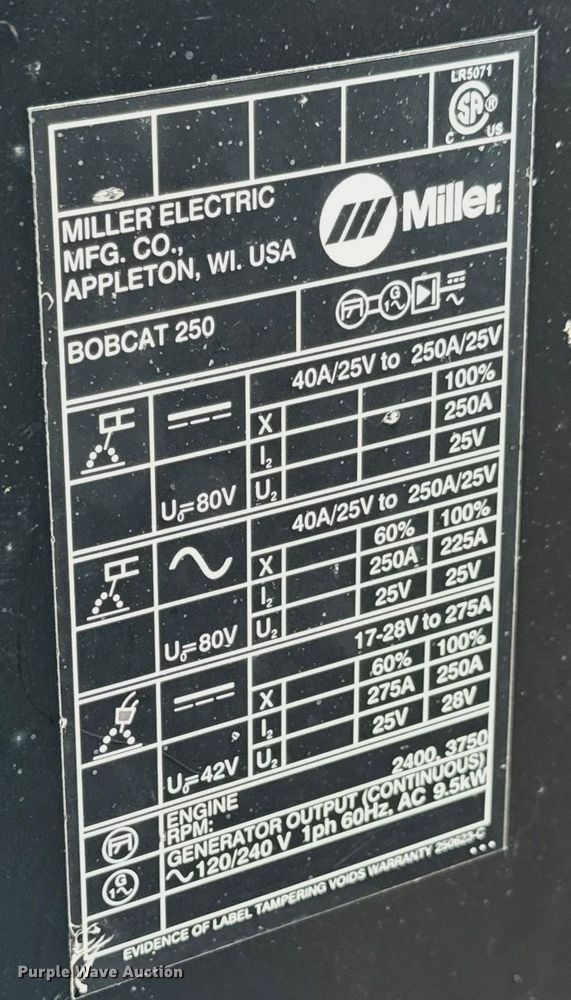 LR5071
SA ®
C US
MILLER ELECTRIC
MFG. CO.,
APPLETON, WI. USA
Miller
BOBCAT 250
G
1~
40A/25V to 250A/25V
X 100%
I2 250A
U2 25V
U0=80V
40A/25V to 250A/25V
X 60% 100%
I2 250A 225A
U2 25V 25V
U0=80V
17-28V to 275A
X 60% 100%
I2 275A 250A
U2 25V 28V
U0=42V
ENGINE
RPM: 2400, 3750
G
1~
GENERATOR OUTPUT (CONTINUOUS)
~ 120/240 V 1ph 60Hz, AC 9.5kW
EVIDENCE OF LABEL TAMPERING VOIDS WARRANTY 250623-C
Purple Wave Auction